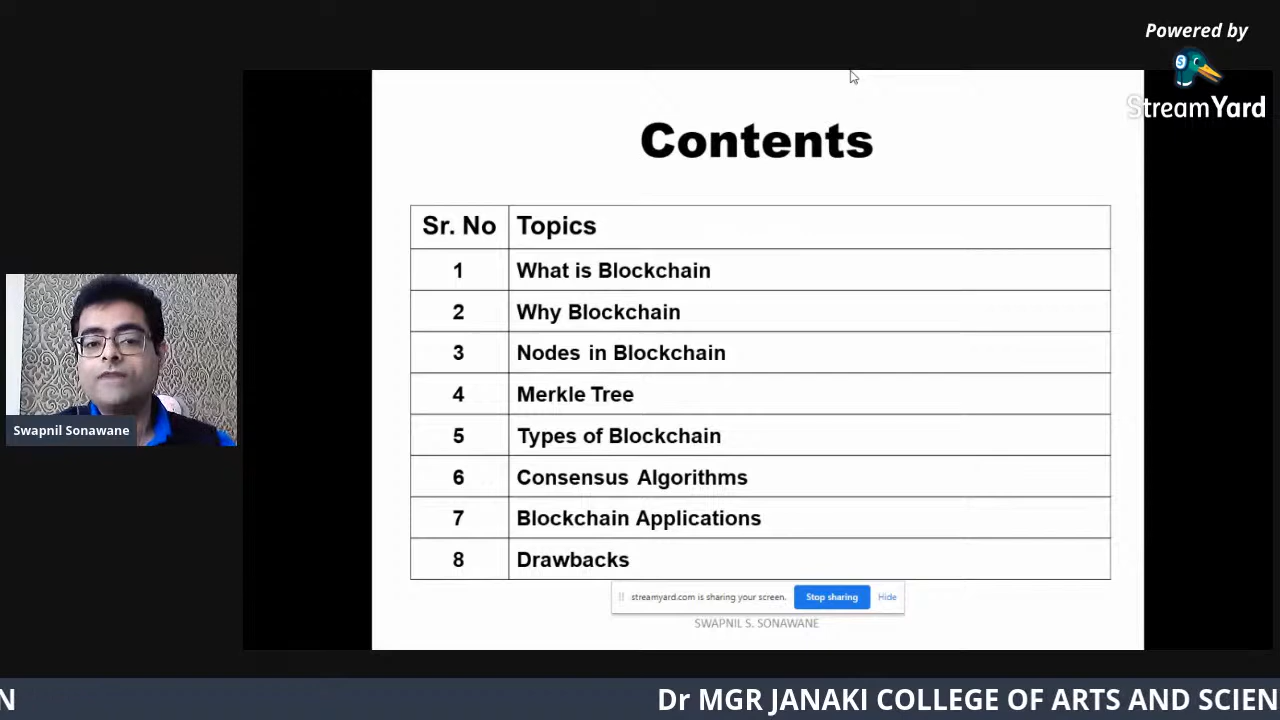 Powered by
StreamYard
Contents
Sr. No Topics
1 What is Blockchain
2 Why Blockchain
3 Nodes in Blockchain
4 Merkle Tree
5 Types of Blockchain
6 Consensus Algorithms
7 Blockchain Applications
8 Drawbacks
streamyard.com is sharing your screen. Stop sharing Hide
SWAPNIL S. SONAWANE
Swapnil Sonawane
N Dr MGR JANAKI COLLEGE OF ARTS AND SCIEN